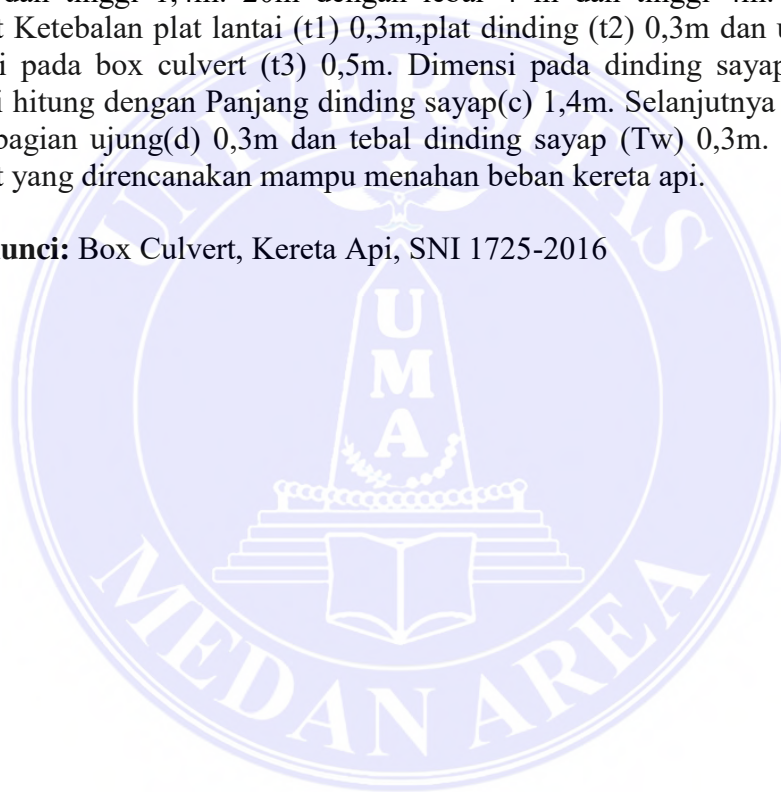 dan tinggi 1,4m. 20m dengan lebar 4 m dan tinggi 4m.
Ketebalan plat lantai (t1) 0,3m,plat dinding (t2) 0,3m dan
pada box culvert (t3) 0,5m. Dimensi pada dinding sayap
hitung dengan Panjang dinding sayap(c) 1,4m. Selanjutnya
bagian ujung(d) 0,3m dan tebal dinding sayap (Tw) 0,3m.
yang direncanakan mampu menahan beban kereta api.
unci: Box Culvert, Kereta Api, SNI 1725-2016
UNIVERSITAS
UMA
MEDAN AREA